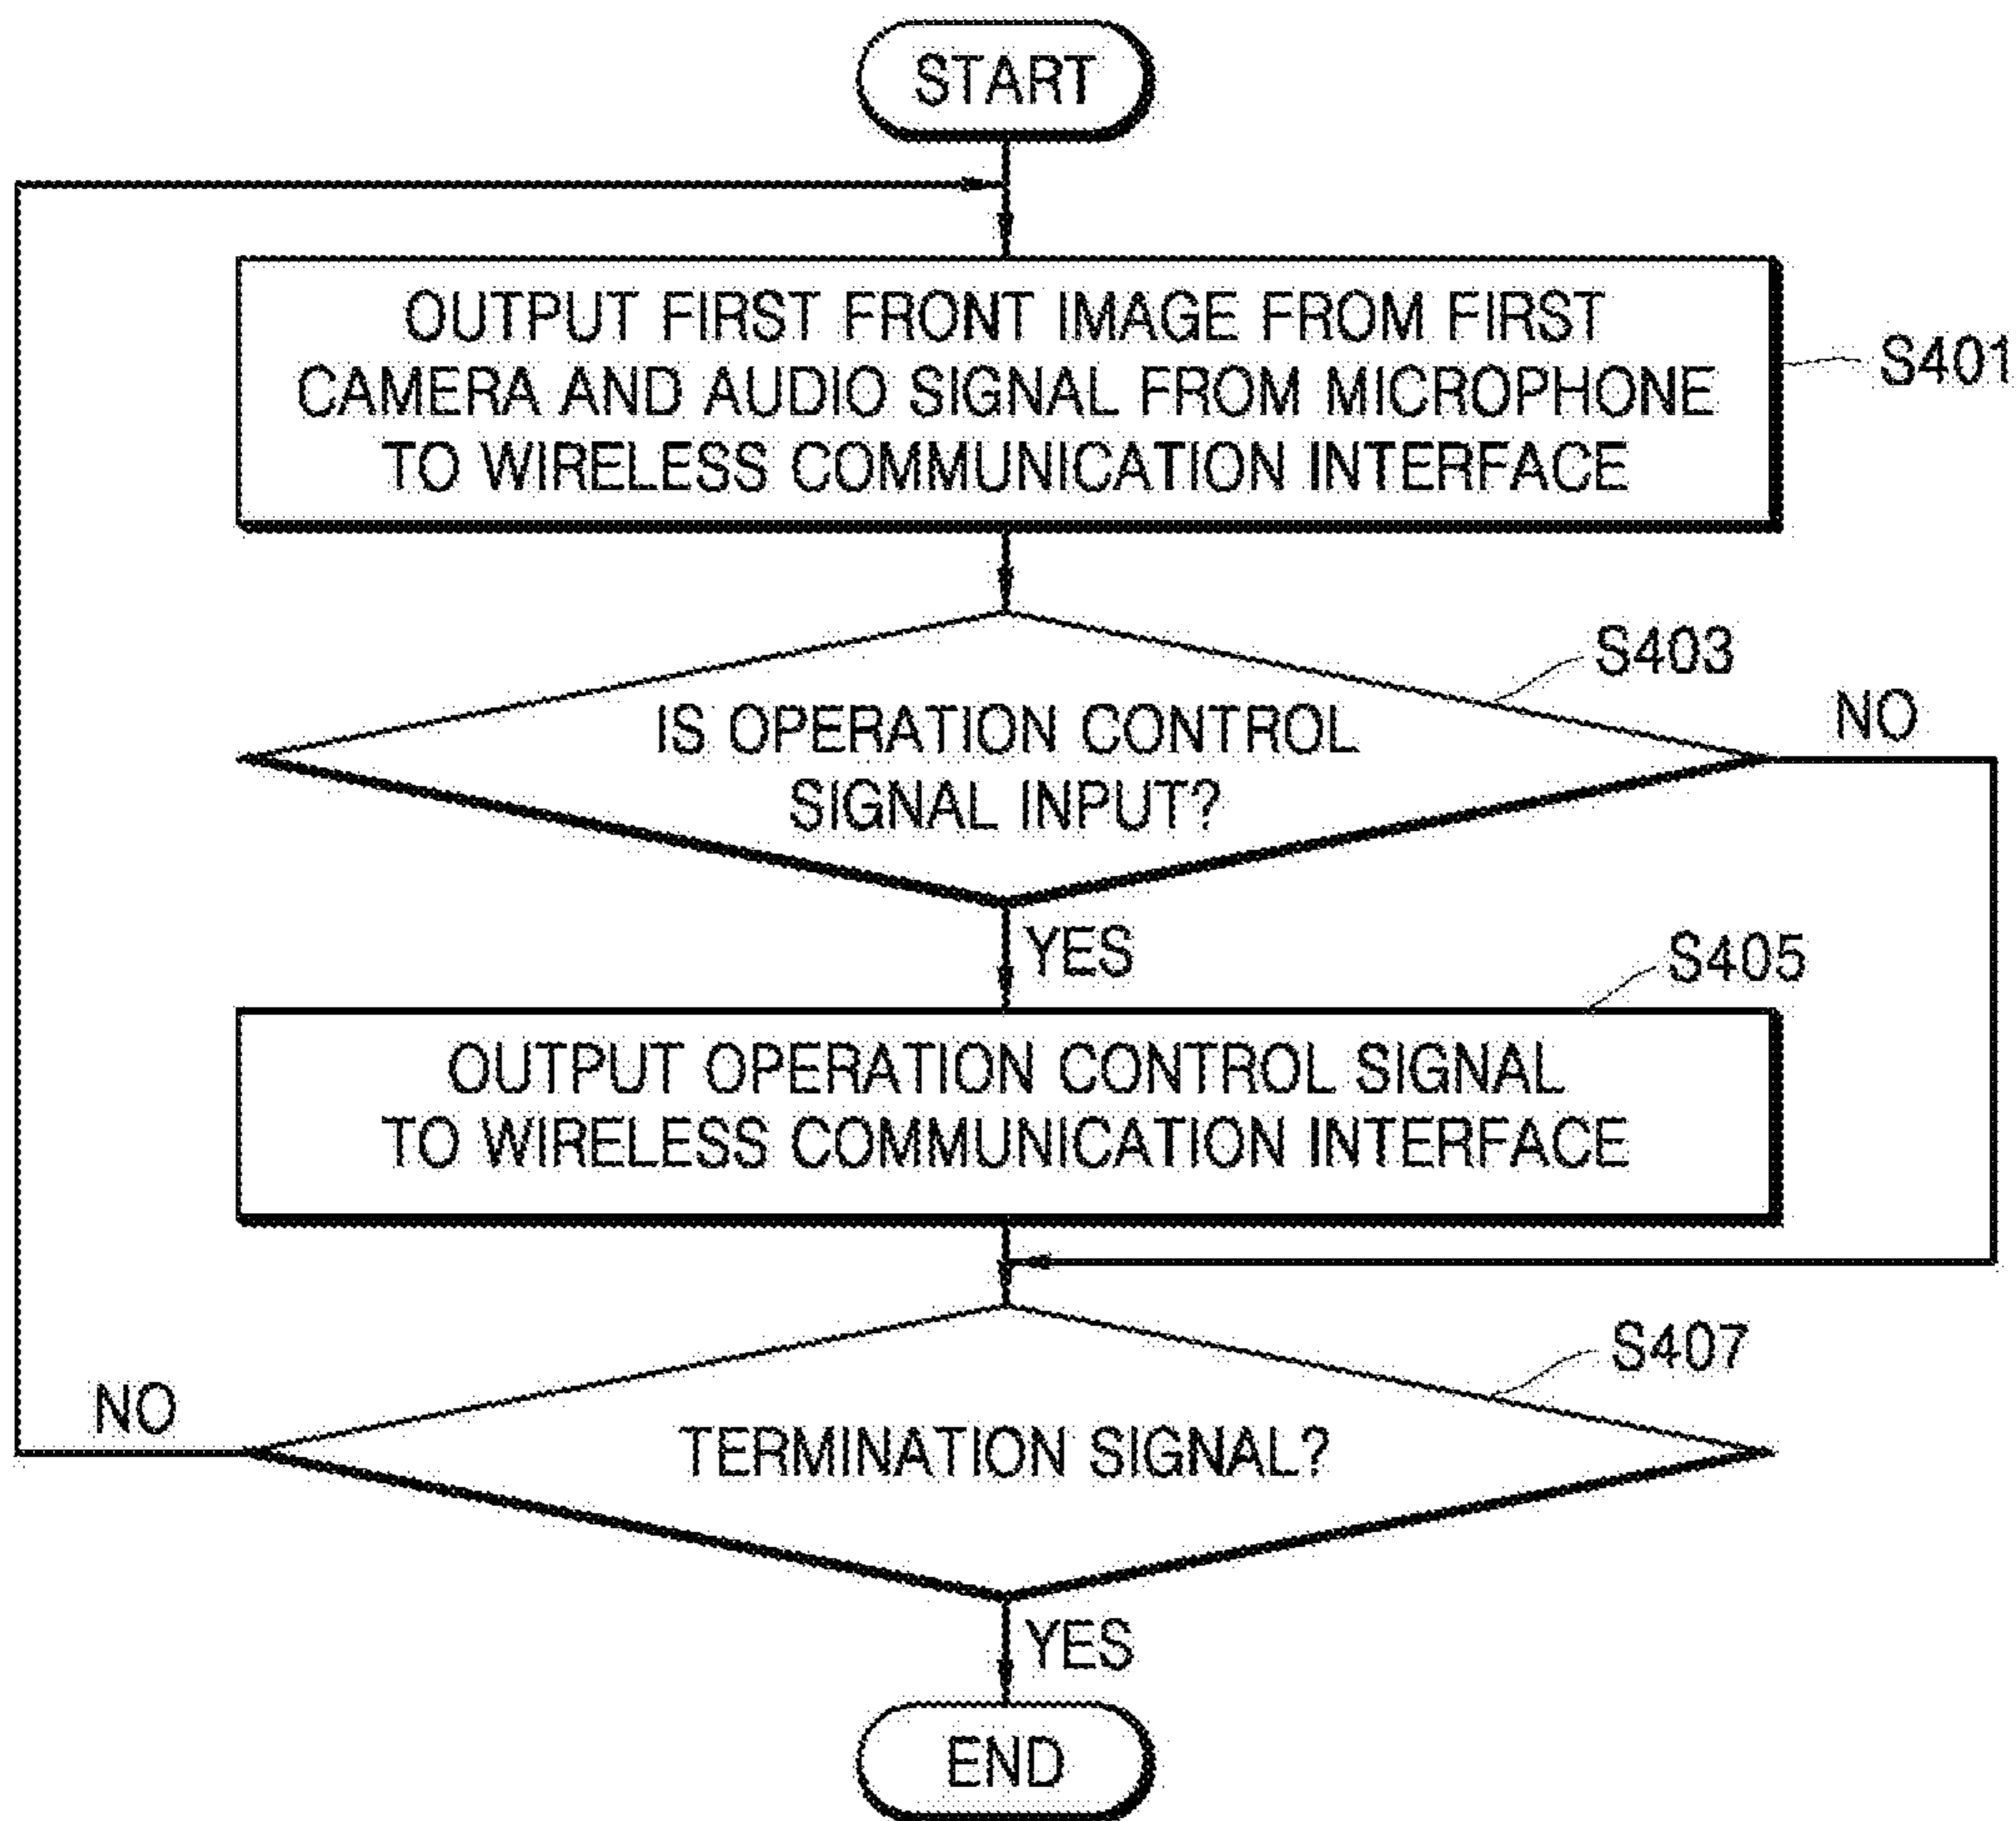 START
OUTPUT FIRST FRONT IMAGE FROM FIRST
CAMERA AND AUDIO SIGNAL FROM MICROPHONE
TO WIRELESS COMMUNICATION INTERFACE
S401
S403
IS OPERATION CONTROL
SIGNAL INPUT?
NO
YES
S405
OUTPUT OPERATION CONTROL SIGNAL
TO WIRELESS COMMUNICATION INTERFACE
S407
NO
TERMINATION SIGNAL?
YES
END